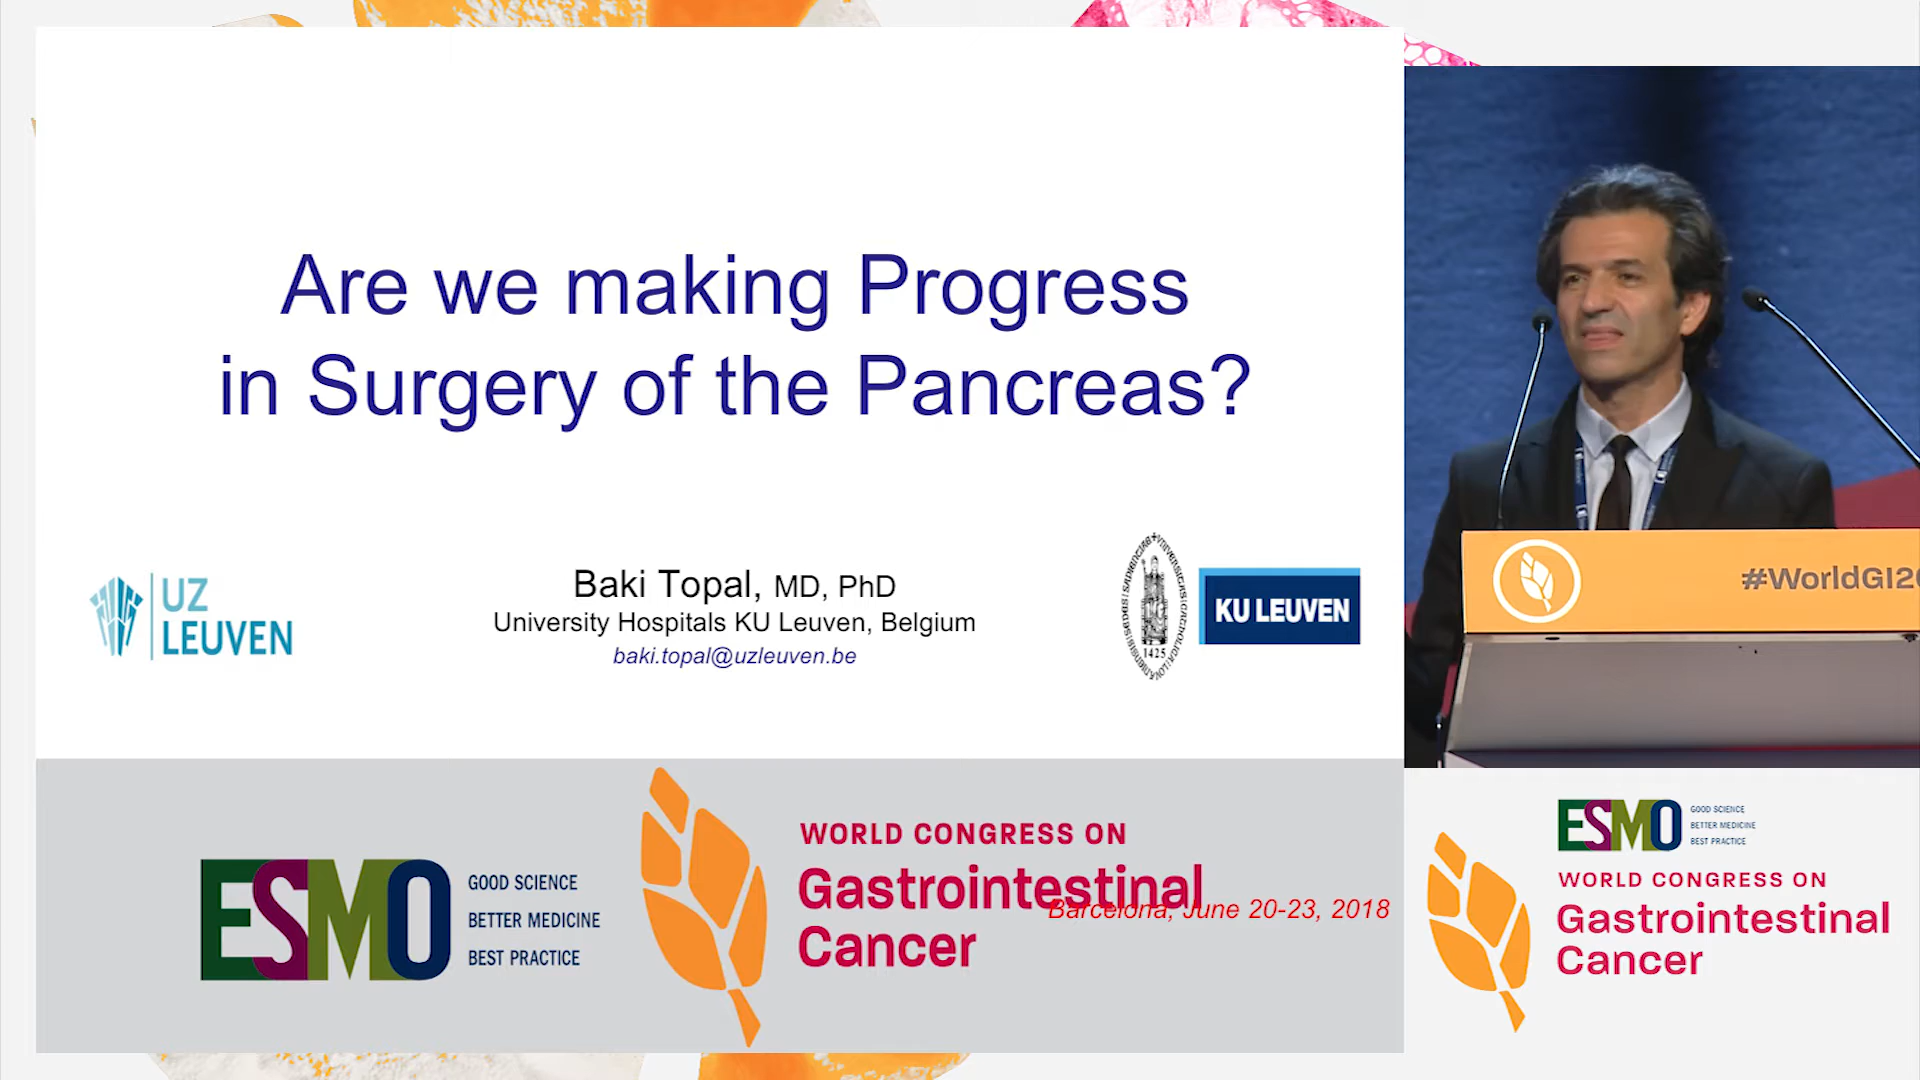 Are we making Progress
in Surgery of the Pancreas?
UZ
LEUVEN
Baki Topal, MD, PhD
University Hospitals KU Leuven, Belgium
baki.topal@uzleuven.be
1425
KU LEUVEN
#WorldGI20
ESMO
GOOD SCIENCE
BETTER MEDICINE
BEST PRACTICE
WORLD CONGRESS ON
Gastrointestinal
Cancer
Barcelona, June 20-23, 2018
ESMO
GOOD SCIENCE
BETTER MEDICINE
BEST PRACTICE
WORLD CONGRESS ON
Gastrointestinal
Cancer